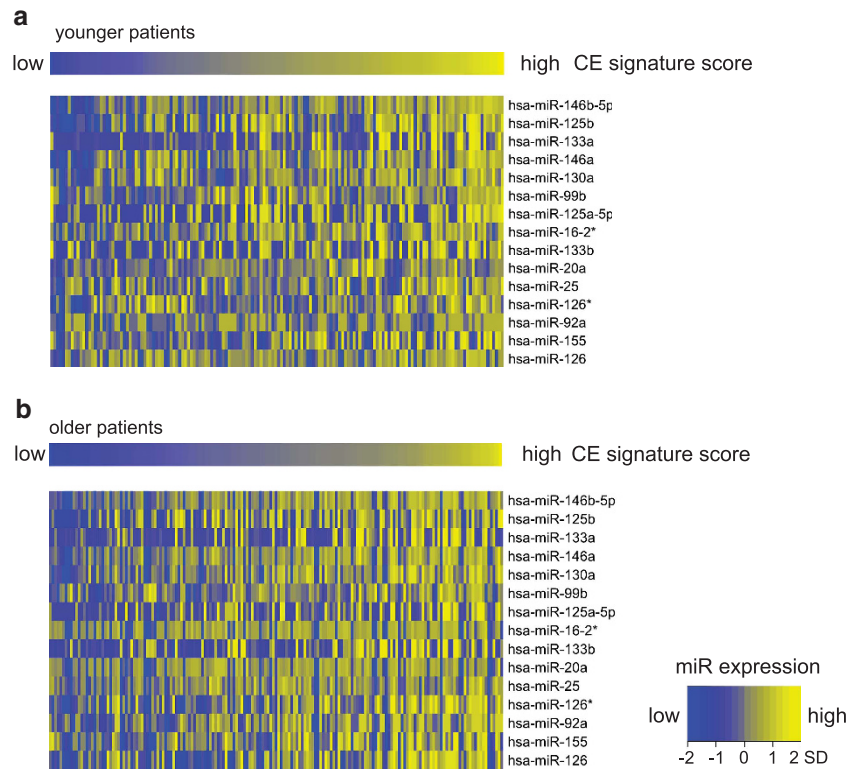 a
younger patients
low high CE signature score
hsa-miR-146b-5p
hsa-miR-125b
hsa-miR-133a
hsa-miR-146a
hsa-miR-130a
hsa-miR-99b
hsa-miR-125a-5p
hsa-miR-16-2*
hsa-miR-133b
hsa-miR-20a
hsa-miR-25
hsa-miR-126*
hsa-miR-92a
hsa-miR-155
hsa-miR-126
b
older patients
low high CE signature score
hsa-miR-146b-5p
hsa-miR-125b
hsa-miR-133a
hsa-miR-146a
hsa-miR-130a
hsa-miR-99b
hsa-miR-125a-5p
hsa-miR-16-2*
hsa-miR-133b
hsa-miR-20a
hsa-miR-25
hsa-miR-126*
hsa-miR-92a
hsa-miR-155
hsa-miR-126
miR expression
low high
-2 -1 0 1 2 SD